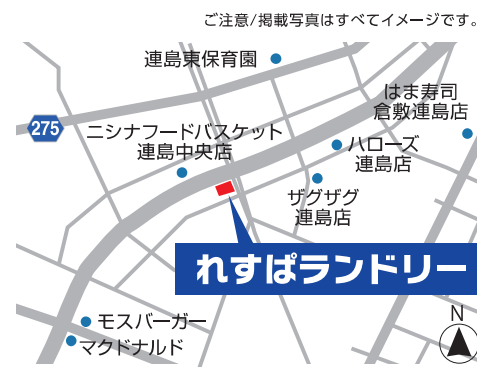 ご注意/掲載写真はすべてイメージです。
連島東保育園
はま寿司
倉敷連島店
275
ニシナフードバスケット
連島中央店
ハローズ
連島店
ザグザグ
連島店
れすぱランドリー
N
モスバーガー
マクドナルド